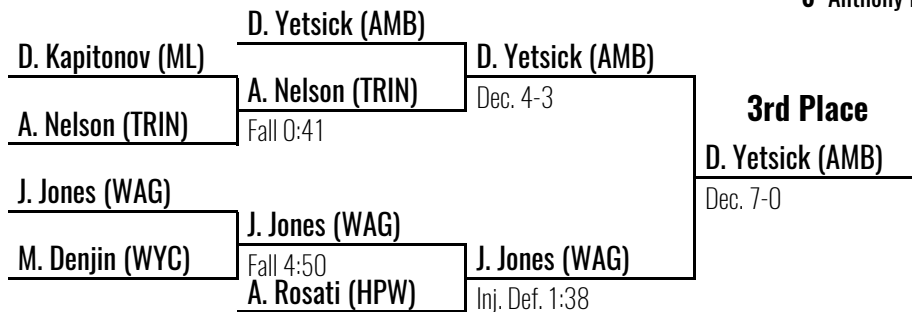 Anthony
D. Yetsick (AMB)
D. Kapitonov (ML)
D. Yetsick (AMB)
A. Nelson (TRIN)
Dec. 4-3
3rd Place
A. Nelson (TRIN)
Fall 0:41
D. Yetsick (AMB)
J. Jones (WAG)
Dec. 7-0
J. Jones (WAG)
M. Denjin (WYC)
Fall 4:50
J. Jones (WAG)
A. Rosati (HPW)
Inj. Def. 1:38